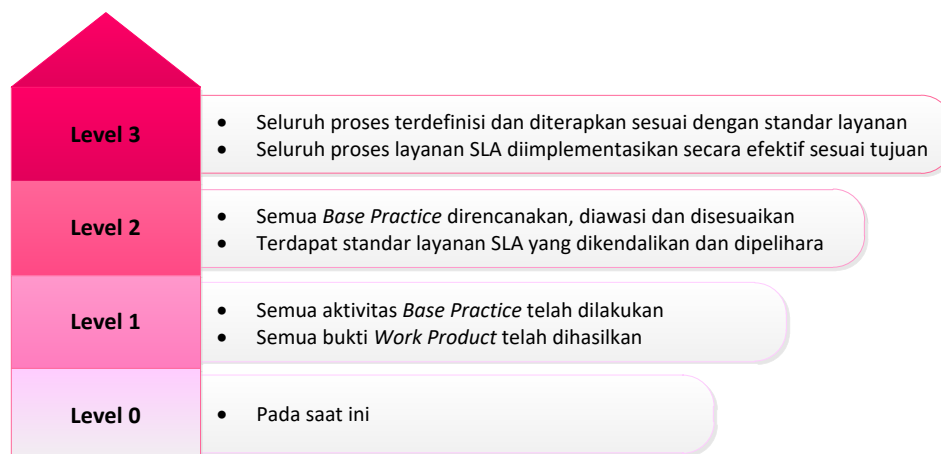 Level 3
• Seluruh proses terdefinisi dan diterapkan sesuai dengan standar layanan
• Seluruh proses layanan SLA diimplementasikan secara efektif sesuai tujuan
Level 2
• Semua Base Practice direncanakan, diawasi dan disesuaikan
• Terdapat standar layanan SLA yang dikendalikan dan dipelihara
Level 1
• Semua aktivitas Base Practice telah dilakukan
• Semua bukti Work Product telah dihasilkan
Level 0
• Pada saat ini